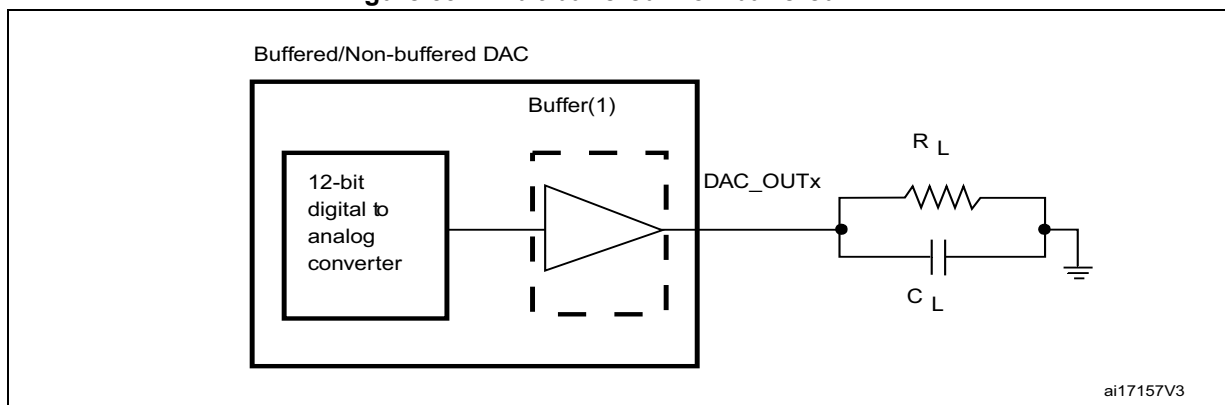 Buffered/Non-buffered DAC
Buffer(1)
12-bit
digital to
analog
converter
DAC_OUTx
R L
C L
ai17157V3